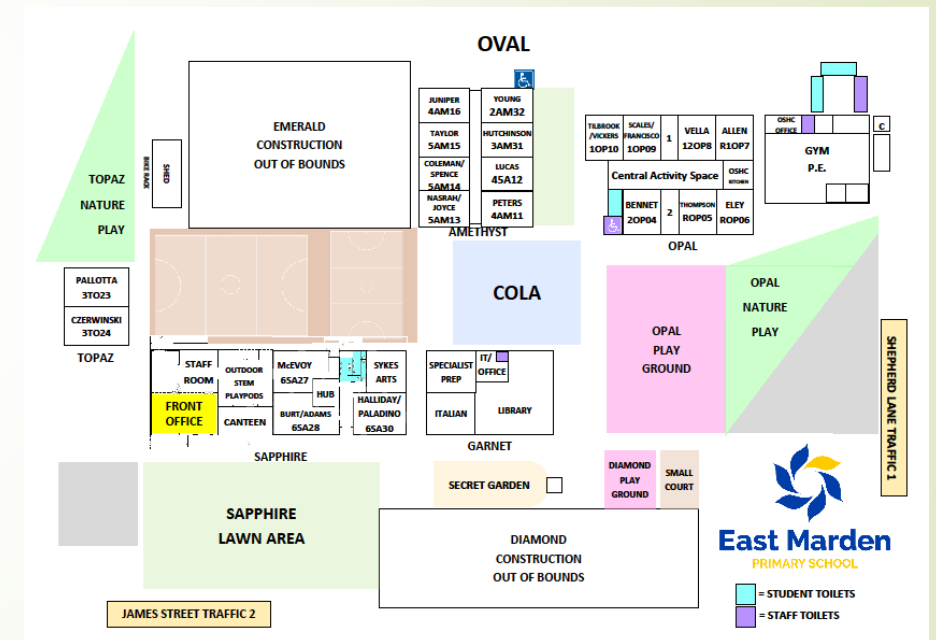 OVAL
EMERALD
CONSTRUCTION
OUT OF BOUNDS
TOPAZ
NATURE
PLAY
BIKE RACK
SHED
JUNIPER
4AM16
YOUNG
2AM32
TAYLOR
5AM15
HUTCHINSON
3AM31
COLEMAN/
SPENCE
5AM14
LUCAS
45A12
NASRAH/
JOYCE
5AM13
PETERS
4AM11
AMETHYST
TILBROOK
/VICKERS
1OP10
SCALES/
FRANCISCO
1OP09
1
VELLA
12OP8
ALLEN
R1OP7
Central Activity Space
OSHC
KITCHEN
BENNET
2OP04
2
THOMPSON
ROP05
ELEY
ROP06
OPAL
OSHC
OFFICE
C
GYM
P.E.
PALLOTTA
3TO23
CZERWINSKI
3TO24
TOPAZ
COLA
OPAL
PLAY
GROUND
OPAL
NATURE
PLAY
SHEPHERD LANE TRAFFIC 1
STAFF
ROOM
OUTDOOR
STEM
PLAYPODS
McEVOY
65A27
SYKES
ARTS
HUB
FRONT
OFFICE
CANTEEN
BURT/ADAMS
65A28
HALLIDAY/
PALADINO
65A30
SAPPHIRE
SPECIALIST
PREP
IT/
OFFICE
ITALIAN
LIBRARY
GARNET
SECRET GARDEN
DIAMOND
PLAY
GROUND
SMALL
COURT
SAPPHIRE
LAWN AREA
DIAMOND
CONSTRUCTION
OUT OF BOUNDS
JAMES STREET TRAFFIC 2
East Marden
PRIMARY SCHOOL
= STUDENT TOILETS
= STAFF TOILETS